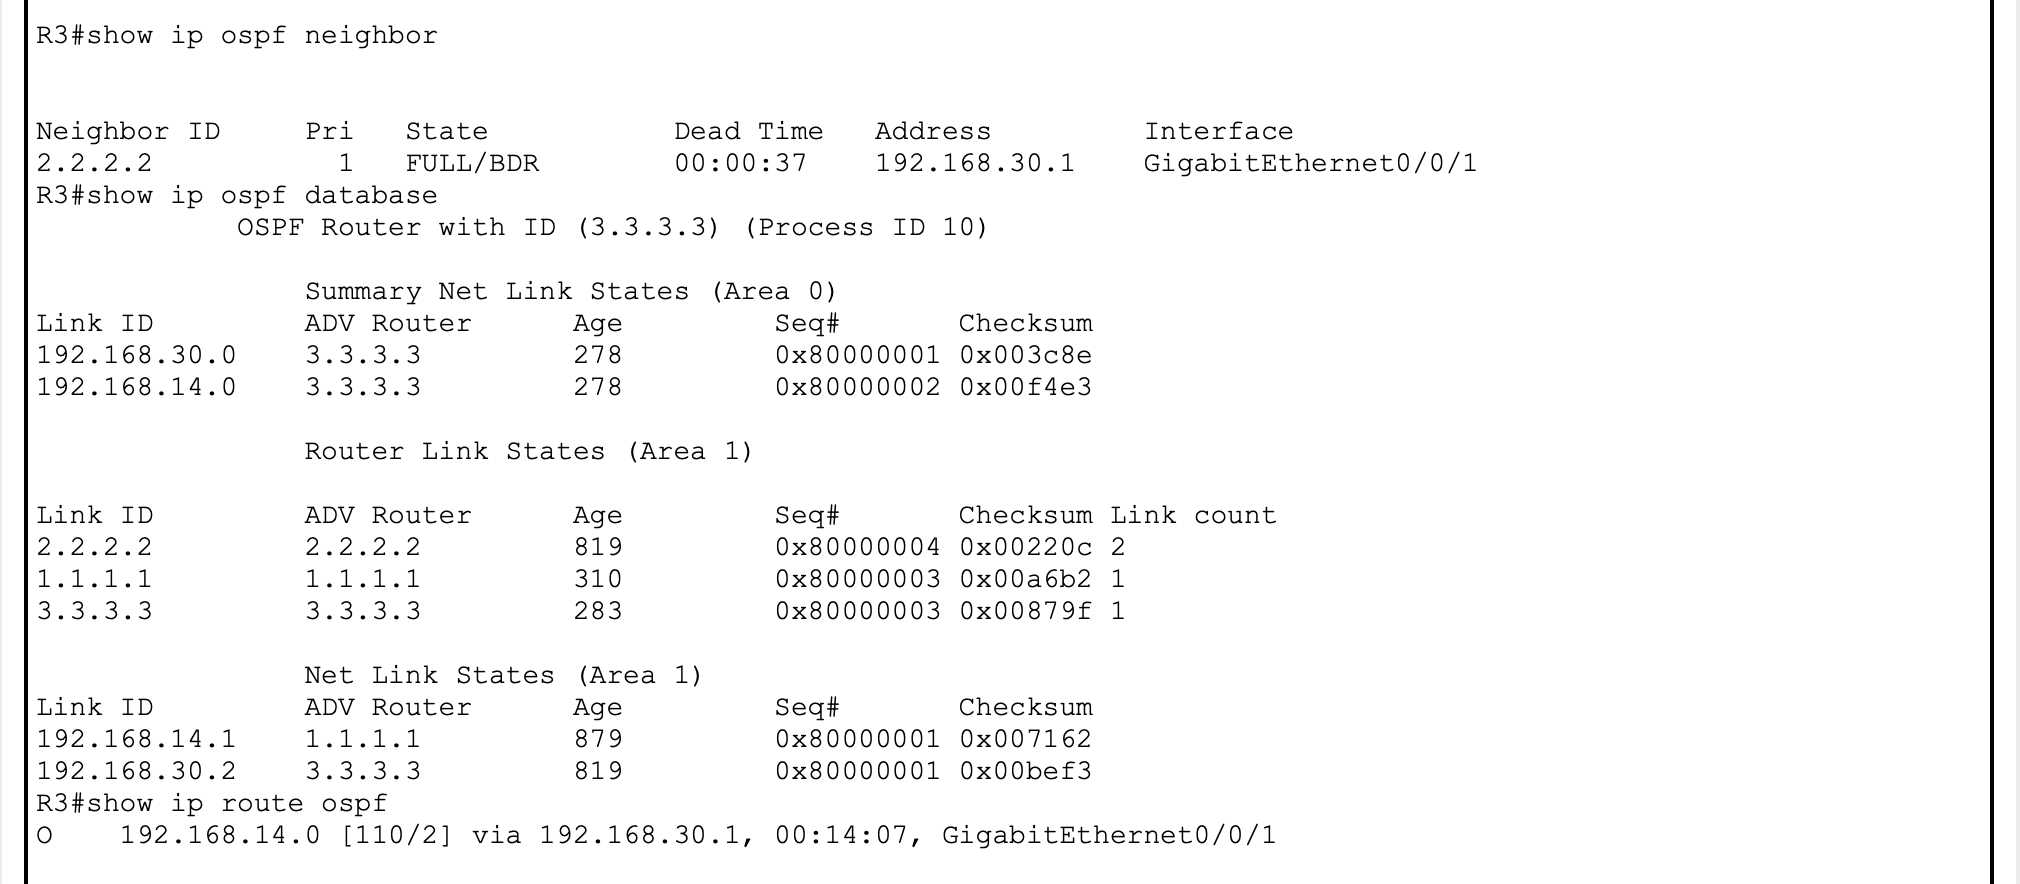 R3#show ip ospf neighbor
Neighbor ID     Pri   State           Dead Time   Address         Interface
2.2.2.2           1   FULL/BDR        00:00:37    192.168.30.1    GigabitEthernet0/0/1
R3#show ip ospf database
            OSPF Router with ID (3.3.3.3) (Process ID 10)
                Summary Net Link States (Area 0)
Link ID         ADV Router      Age         Seq#       Checksum
192.168.30.0    3.3.3.3         278         0x80000001 0x003c8e
192.168.14.0    3.3.3.3         278         0x80000002 0x00f4e3
                Router Link States (Area 1)
Link ID         ADV Router      Age         Seq#       Checksum Link count
2.2.2.2         2.2.2.2         819         0x80000004 0x00220c 2
1.1.1.1         1.1.1.1         310         0x80000003 0x00a6b2 1
3.3.3.3         3.3.3.3         283         0x80000003 0x00879f 1
                Net Link States (Area 1)
Link ID         ADV Router      Age         Seq#       Checksum
192.168.14.1    1.1.1.1         879         0x80000001 0x007162
192.168.30.2    3.3.3.3         819         0x80000001 0x00bef3
R3#show ip route ospf
O    192.168.14.0 [110/2] via 192.168.30.1, 00:14:07, GigabitEthernet0/0/1